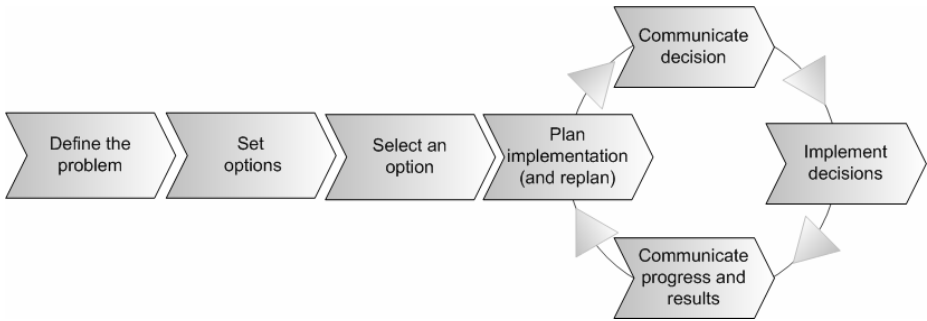 Define the
problem
Set
options
Select an
option
Plan
implementation
(and replan)
Communicate
decision
Implement
decisions
Communicate
progress and
results